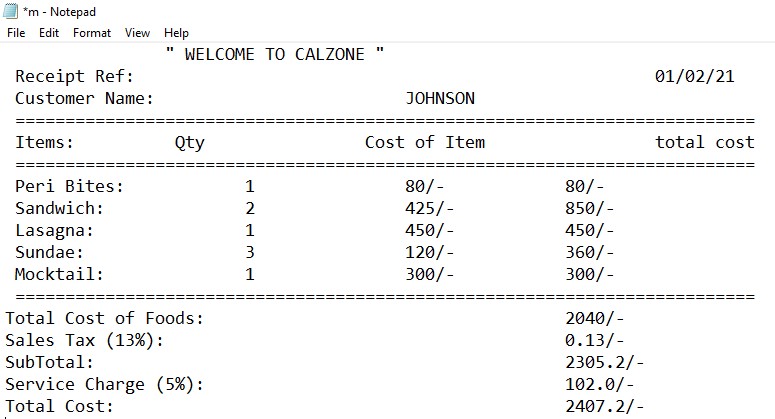 *m - Notepad
File Edit Format View Help
" WELCOME TO CALZONE "
Receipt Ref: 01/02/21
Customer Name: JOHNSON
===========================================================================
Items: Qty Cost of Item total cost
===========================================================================
Peri Bites: 1 80/- 80/-
Sandwich: 2 425/- 850/-
Lasagna: 1 450/- 450/-
Sundae: 3 120/- 360/-
Mocktail: 1 300/- 300/-
===========================================================================
Total Cost of Foods: 2040/-
Sales Tax (13%): 0.13/-
SubTotal: 2305.2/-
Service Charge (5%): 102.0/-
Total Cost: 2407.2/-